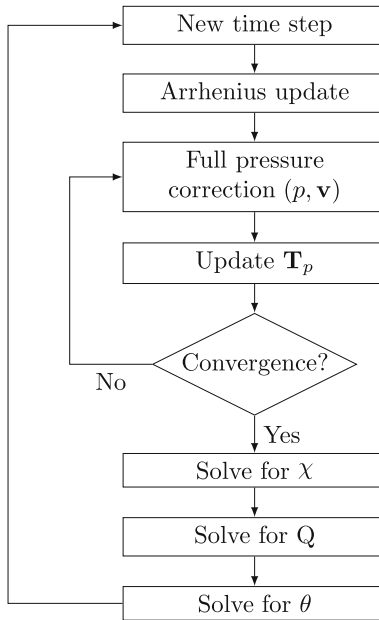 New time step
Arrhenius update
Full pressure
correction (p, v)
Update Tₚ
Convergence?
No
Yes
Solve for χ
Solve for Q
Solve for θ